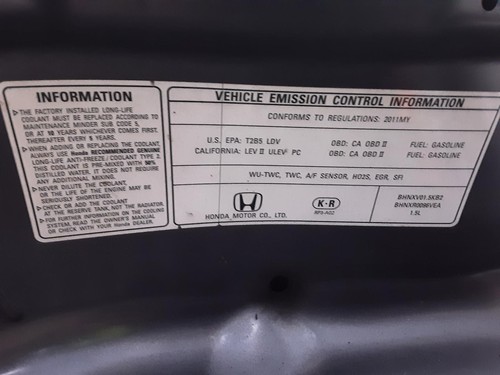 INFORMATION
THE FACTORY INSTALLED LONG-LIFE
COOLANT MUST BE REPLACED ACCORDING TO
MAINTENANCE MINDER SUB CODE 5,
OR AT 10 YEARS WHICHEVER COMES FIRST.
THEREAFTER EVERY 5 YEARS.
WHEN ADDING OR REPLACING THE COOLANT,
ALWAYS USE Honda RECOMMENDED GENUINE
LONG-LIFE ANTI-FREEZE / COOLANT TYPE 2.
THIS COOLANT IS PRE-MIXED WITH 50%
DISTILLED WATER. IT DOES NOT REQUIRE
ANY ADDITIONAL MIXING.
NEVER DILUTE THE COOLANT,
OR THE LIFE OF THE ENGINE MAY BE
SERIOUSLY SHORTENED.
CHECK OR ADD THE COOLANT
AT THE RESERVE TANK, NOT THE RADIATOR.
FOR FURTHER INFORMATION ON THE COOLING
SYSTEM READ THE OWNER'S MANUAL
OR CHECK WITH YOUR Honda DEALER.
VEHICLE EMISSION CONTROL INFORMATION
CONFORMS TO REGULATIONS: 2011MY
U.S. EPA: T2B5 LDV OBD: CA OBD II FUEL: GASOLINE
CALIFORNIA: LEV II ULEV PC OBD: CA OBD II FUEL: GASOLINE
WU-TWC, TWC, A/F SENSOR, HO2S, EGR, SFI
HONDA MOTOR CO., LTD.
K·R
RP3-A02
BHNXV01.5KB2
BHNXR0096VEA
1.5L